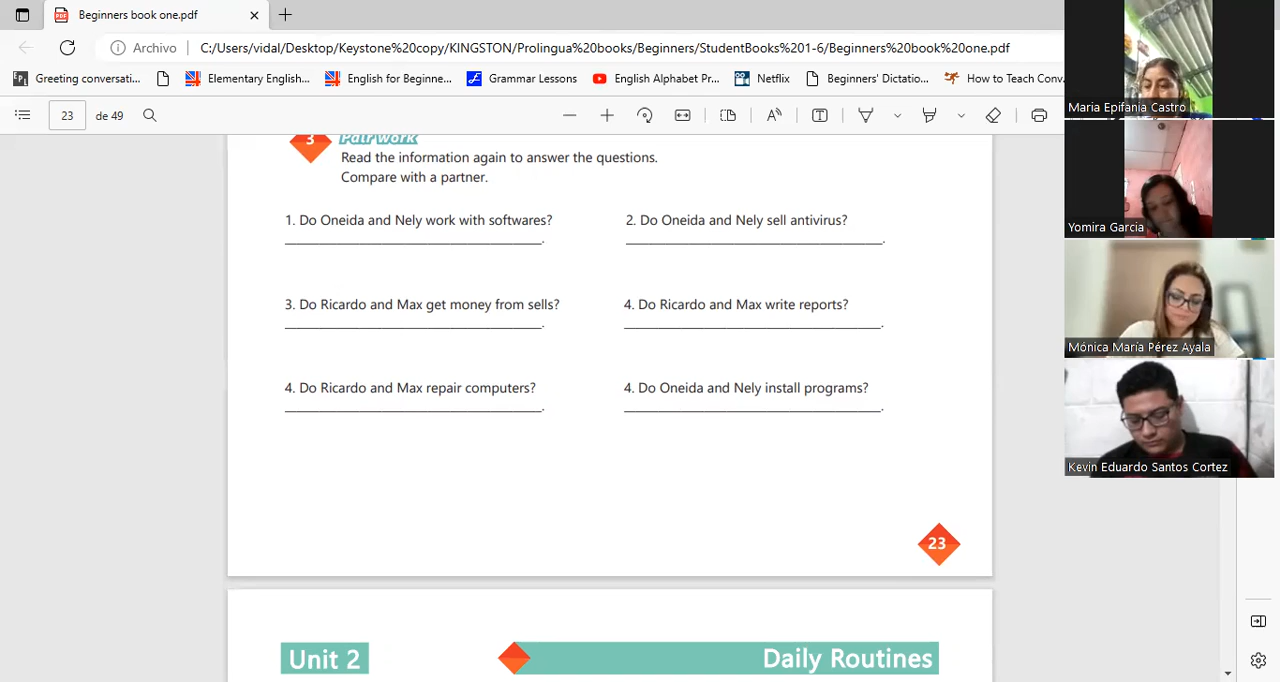 Beginners book one.pdf
Archivo
C:/Users/vidal/Desktop/Keystone%20copy/KINGSTON/Prolingua%20books/Beginners/StudentBooks%201-6/Beginners%20book%20one.pdf
Greeting conversati...
Elementary English...
English for Beginne...
Grammar Lessons
English Alphabet Pr...
Netflix
Beginners' Dictatio...
How to Teach Conv
23 de 49
3 Pair Work
Read the information again to answer the questions.
Compare with a partner.
1. Do Oneida and Nely work with softwares?
2. Do Oneida and Nely sell antivirus?
3. Do Ricardo and Max get money from sells?
4. Do Ricardo and Max write reports?
4. Do Ricardo and Max repair computers?
4. Do Oneida and Nely install programs?
23
Unit 2
Daily Routines
Maria Epifania Castro
Yomira Garcia
Mónica María Pérez Ayala
Kevin Eduardo Santos Cortez